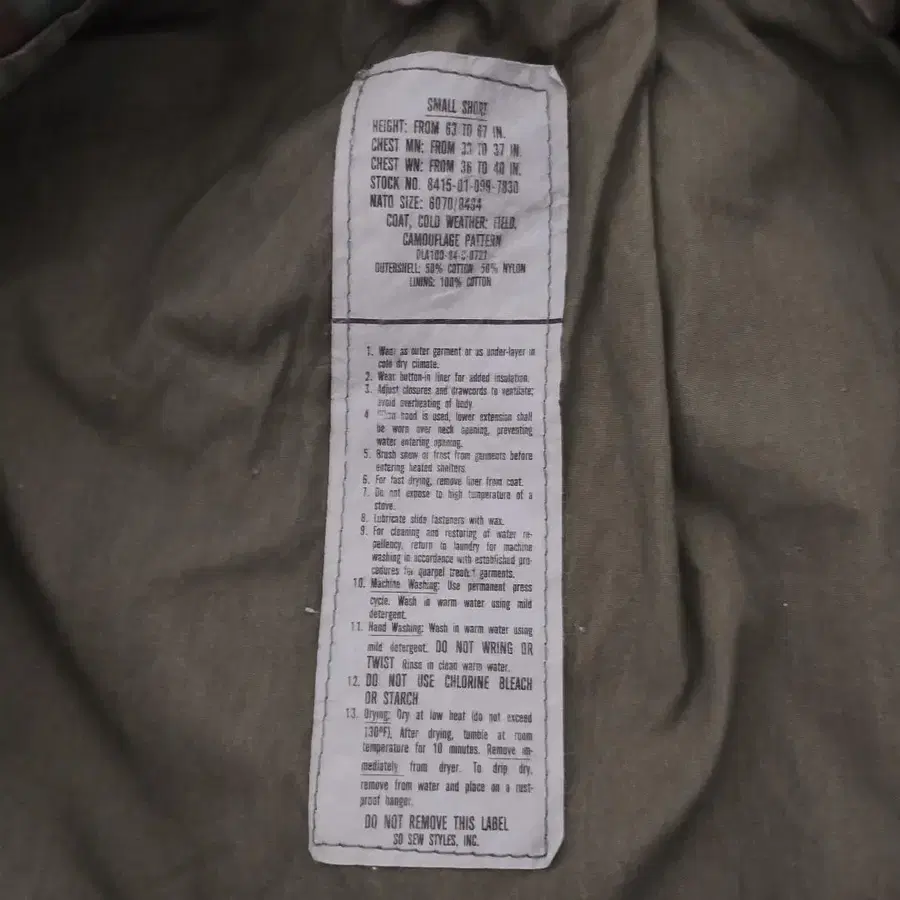 SMALL SHORT
HEIGHT: FROM 63 TO 67 IN.
CHEST MN: FROM 33 TO 37 IN.
CHEST WN: FROM 36 TO 40 IN.
STOCK NO. 8415-01-099-7830
NATO SIZE: 6070/8494
COAT, COLD WEATHER: FIELD,
CAMOUFLAGE PATTERN
DLA100-84-C-0727
OUTERSHELL: 50% COTTON 50% NYLON
LINING: 100% COTTON
1. Wear as outer garment or as under-layer in
cold dry climate.
2. Wear button-in liner for added insulation.
3. Adjust closures and drawcords to ventilate;
avoid overheating of body.
4 When hood is used, lower extension shall
be worn over neck opening, preventing
water entering opening.
5. Brush snow or frost from garments before
entering heated shelters.
6. For fast drying, remove liner from coat.
7. Do not expose to high temperature of a
stove.
8. Lubricate slide fasteners with wax.
9. For cleaning and restoring of water re-
pellency, return to laundry for machine
washing in accordance with established pro-
cedures for quarpel treated garments.
10. Machine Washing: Use permanent press
cycle. Wash in warm water using mild
detergent.
11. Hand Washing: Wash in warm water using
mild detergent. DO NOT WRING OR
TWIST Rinse in clean warm water.
12. DO NOT USE CHLORINE BLEACH
OR STARCH
13. Drying: Dry at low heat (do not exceed
130°F). After drying, tumble at room
temperature for 10 minutes. Remove im-
mediately from dryer. To drip dry,
remove from water and place on a rust-
proof hanger.
DO NOT REMOVE THIS LABEL
SO SEW STYLES, INC.